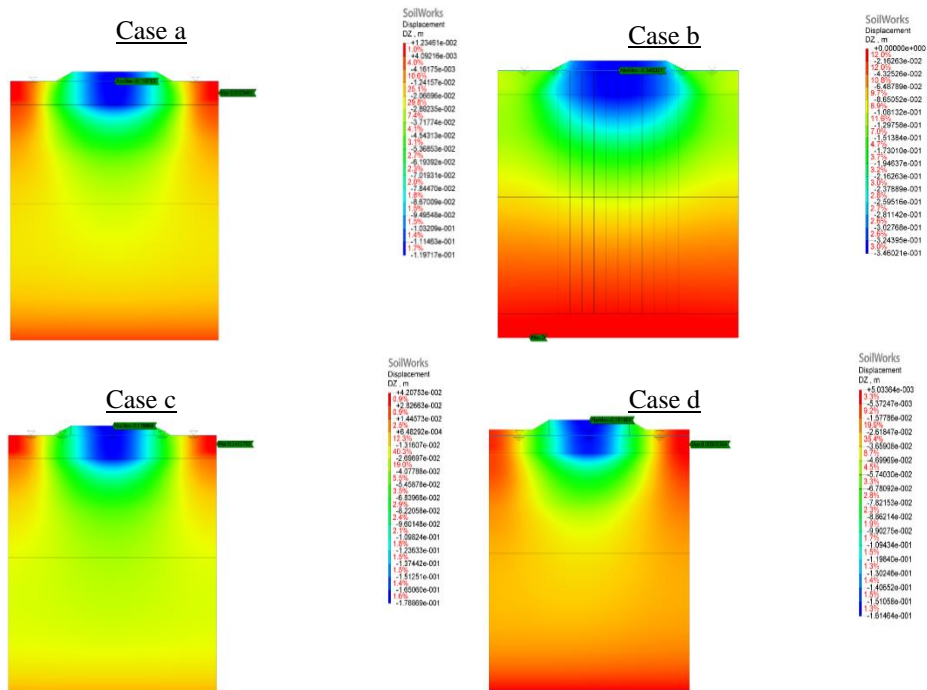 Case a
SoilWorks
Displacement
DZ , m
+1.23461e-002
1.0%
+4.09216e-003
4.0%
-4.16175e-003
10.6%
-1.24157e-002
25.1%
-2.06696e-002
29.8%
-2.89235e-002
7.4%
-3.71774e-002
4.1%
-4.54313e-002
3.1%
-5.36853e-002
2.7%
-6.19392e-002
2.3%
-7.01931e-002
2.0%
-7.84470e-002
1.8%
-8.67009e-002
1.5%
-9.49548e-002
1.5%
-1.03209e-001
1.4%
-1.11463e-001
1.7%
-1.19717e-001
Case b
SoilWorks
Displacement
DZ , m
+0.00000e+000
12.0%
-2.16263e-002
12.0%
-4.32526e-002
10.8%
-6.48789e-002
9.7%
-8.65052e-002
8.9%
-1.08132e-001
11.6%
-1.29758e-001
7.0%
-1.51384e-001
4.7%
-1.73010e-001
3.7%
-1.94637e-001
3.2%
-2.16263e-001
3.0%
-2.37889e-001
2.8%
-2.59516e-001
2.7%
-2.81142e-001
2.6%
-3.02768e-001
2.6%
-3.24395e-001
3.0%
-3.46021e-001
Case c
SoilWorks
Displacement
DZ , m
+4.20753e-002
0.9%
+2.82663e-002
0.9%
+1.44573e-002
2.5%
+6.48292e-004
12.3%
-1.31607e-002
40.3%
-2.69697e-002
19.0%
-4.07788e-002
5.5%
-5.45878e-002
3.5%
-6.83968e-002
2.9%
-8.22058e-002
2.4%
-9.60148e-002
2.1%
-1.09824e-001
1.8%
-1.23633e-001
1.5%
-1.37442e-001
1.5%
-1.51251e-001
1.4%
-1.65060e-001
1.6%
-1.78869e-001
Case d
SoilWorks
Displacement
DZ , m
+5.03364e-003
3.3%
-5.37247e-003
9.2%
-1.57786e-002
19.9%
-2.61847e-002
35.4%
-3.65908e-002
8.7%
-4.69969e-002
4.5%
-5.74030e-002
3.3%
-6.78092e-002
2.8%
-7.82153e-002
2.3%
-8.86214e-002
1.9%
-9.90275e-002
1.7%
-1.09434e-001
1.5%
-1.19840e-001
1.3%
-1.30246e-001
1.4%
-1.40652e-001
1.5%
-1.51058e-001
1.3%
-1.61464e-001